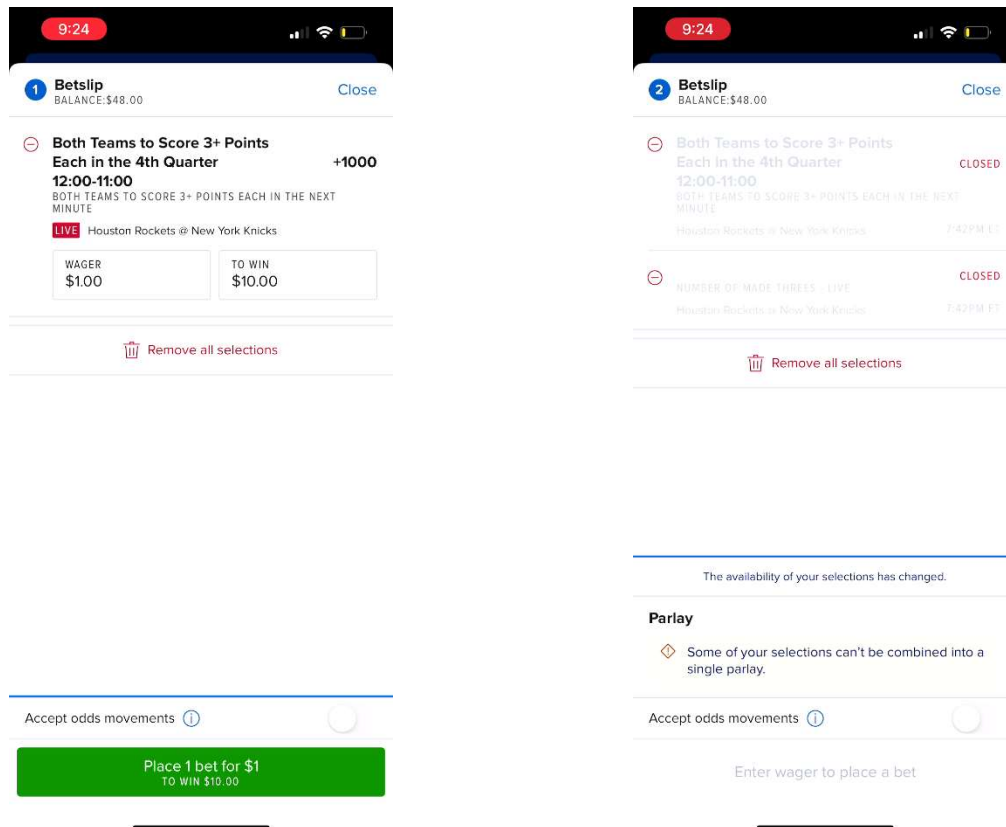 9:24
1
Betslip
BALANCE:$48.00
Close
Both Teams to Score 3+ Points
Each in the 4th Quarter
12:00-11:00
+1000
BOTH TEAMS TO SCORE 3+ POINTS EACH IN THE NEXT
MINUTE
LIVE Houston Rockets @ New York Knicks
WAGER
$1.00
TO WIN
$10.00
Remove all selections
Accept odds movements
Place 1 bet for $1
TO WIN $10.00
9:24
2
Betslip
BALANCE:$48.00
Close
Both Teams to Score 3+ Points
Each in the 4th Quarter
12:00-11:00
CLOSED
BOTH TEAMS TO SCORE 3+ POINTS EACH IN THE NEXT
MINUTE
Houston Rockets @ New York Knicks 7:42PM ET
CLOSED
NUMBER OF MADE THREES - LIVE
Houston Rockets @ New York Knicks 7:42PM ET
Remove all selections
The availability of your selections has changed.
Parlay
Some of your selections can't be combined into a
single parlay.
Accept odds movements
Enter wager to place a bet